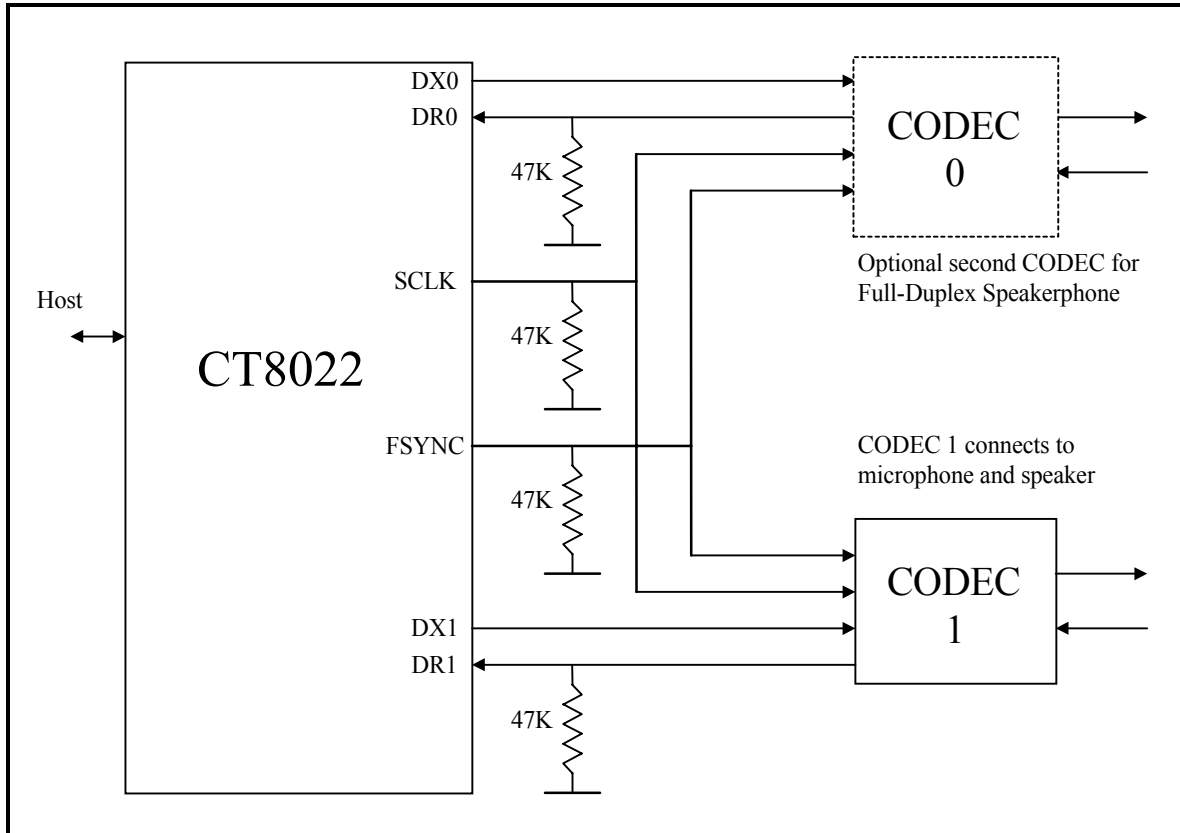 DX0
DR0
CODEC
0
47K
Optional second CODEC for
Full-Duplex Speakerphone
SCLK
Host
47K
CT8022
FSYNC
CODEC 1 connects to
microphone and speaker
47K
CODEC
1
DX1
DR1
47K